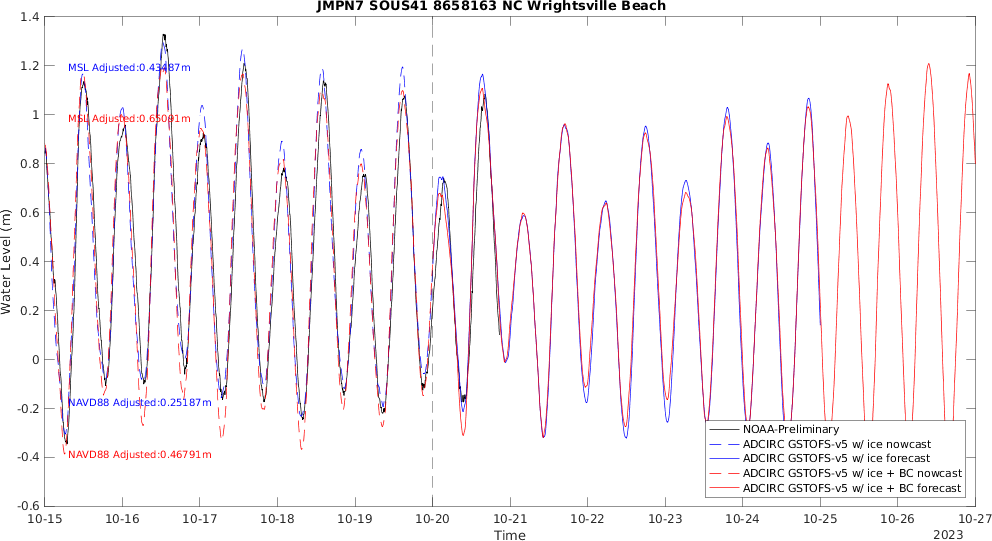 JMPN7 SOUS41 8658163 NC Wrightsville Beach
1.4
1.2
1
0.8
0.6
0.4
0.2
0
-0.2
-0.4
-0.6
Water Level (m)
MSL Adjusted:0.43487m
MSL Adjusted:0.65091m
NAVD88 Adjusted:0.25187m
NAVD88 Adjusted:0.46791m
NOAA-Preliminary
ADCIRC GSTOFS-v5 w/ ice nowcast
ADCIRC GSTOFS-v5 w/ ice forecast
ADCIRC GSTOFS-v5 w/ ice + BC nowcast
ADCIRC GSTOFS-v5 w/ ice + BC forecast
10-15 10-16 10-17 10-18 10-19 10-20 10-21 10-22 10-23 10-24 10-25 10-26 10-27
Time
2023